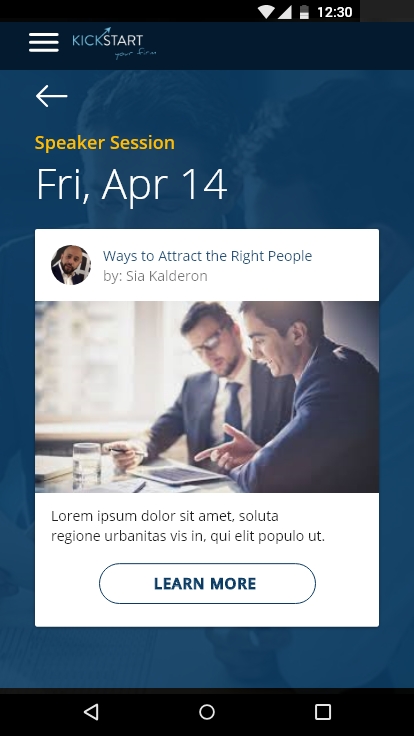 12:30
KICKSTART
your firm
Speaker Session
Fri, Apr 14
Ways to Attract the Right People
by: Sia Kalderon
Lorem ipsum dolor sit amet, soluta
regione urbanitas vis in, qui elit populo ut.
LEARN MORE